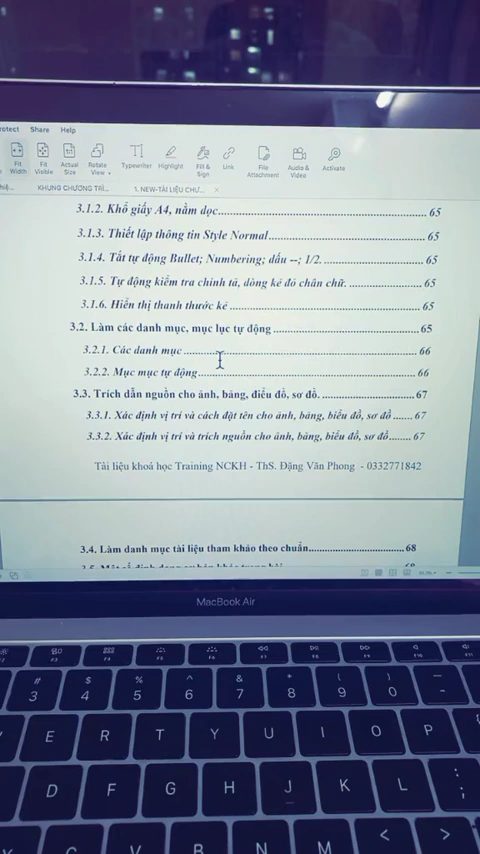 rotect Share Help
Fit Width
Fit Visible
Actual Size
Rotate View
Typewriter
Highlight
Fill & Sign
Link
File Attachment
Audio & Video
Activate
KHUNG CHƯƠNG TRÌ...
1. NEW-TÀI LIỆU CHƯ...
3.1.2. Khổ giấy A4, nằm dọc 65
3.1.3. Thiết lập thông tin Style Normal 65
3.1.4. Tắt tự động Bullet; Numbering; dấu --; 1/2. 65
3.1.5. Tự động kiểm tra chính tả, dòng kẻ đỏ chân chữ. 65
3.1.6. Hiển thị thanh thước kẻ 65
3.2. Làm các danh mục, mục lục tự động 65
3.2.1. Các danh mục 66
3.2.2. Mục mục tự động 66
3.3. Trích dẫn nguồn cho ảnh, bảng, điểu đồ, sơ đồ. 67
3.3.1. Xác định vị trí và cách đặt tên cho ảnh, bảng, biểu đồ, sơ đồ 67
3.3.2. Xác định vị trí và trích nguồn cho ảnh, bảng, biểu đồ, sơ đồ 67
Tài liệu khoá học Training NCKH - ThS. Đặng Văn Phong - 0332771842
3.4. Làm danh mục tài liệu tham khảo theo chuẩn 68
MacBook Air
F2 F3 F4 F5 F6 F7 F8 F9 F10 F11
# $ % ^ & * ( ) —
3 4 5 6 7 8 9 0 -
E R T Y U I O P
D F G H J K L : ;
C V B N M < >